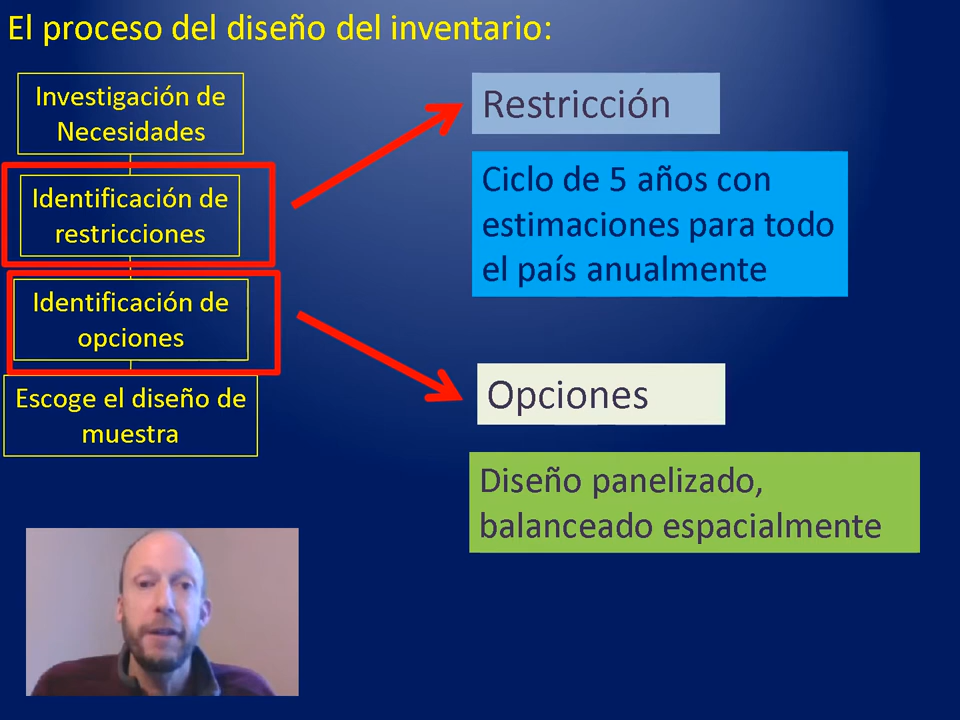 El proceso del diseño del inventario:
Investigación de
Necesidades
Identificación de
restricciones
Identificación de
opciones
Escoge el diseño de
muestra
Restricción
Ciclo de 5 años con
estimaciones para todo
el país anualmente
Opciones
Diseño panelizado,
balanceado espacialmente